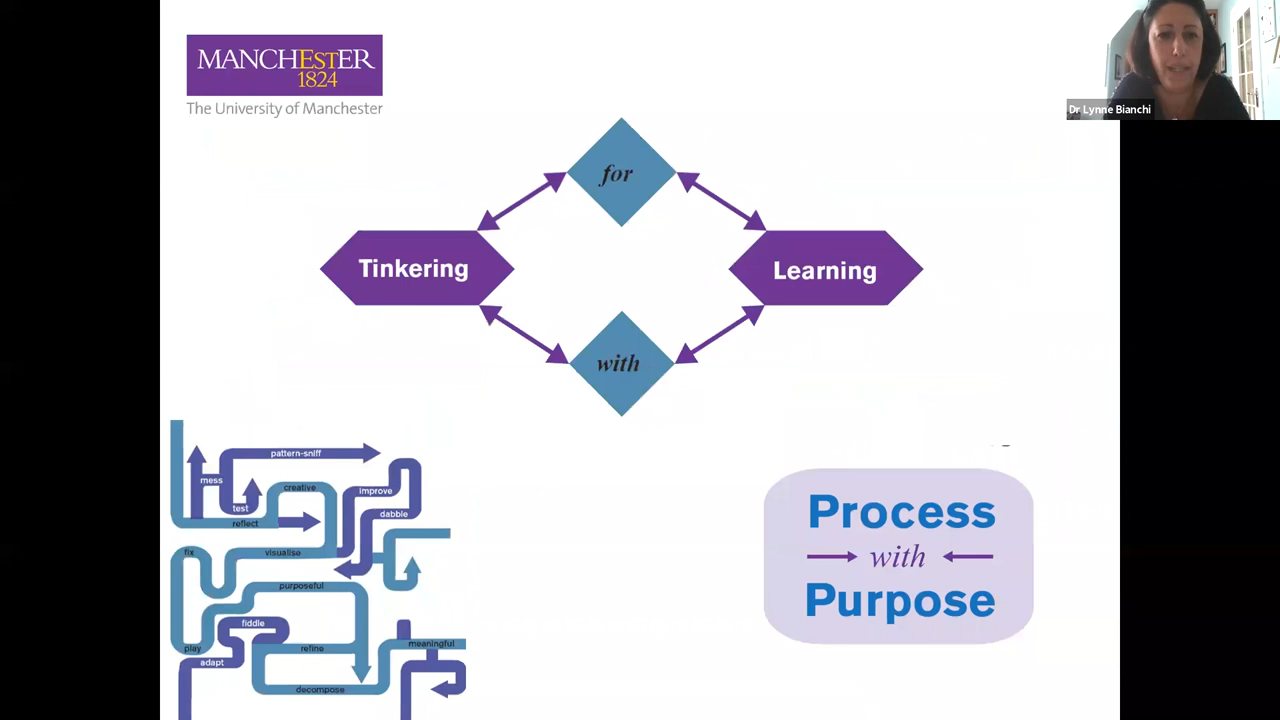 MANCHESTER
1824
The University of Manchester
Dr Lynne Bianchi
for
Tinkering
Learning
with
pattern-sniff
mess
creative
improve
test
dabble
reflect
fix
visualise
purposeful
fiddle
play
refine
meaningful
adapt
decompose
Process
with
Purpose